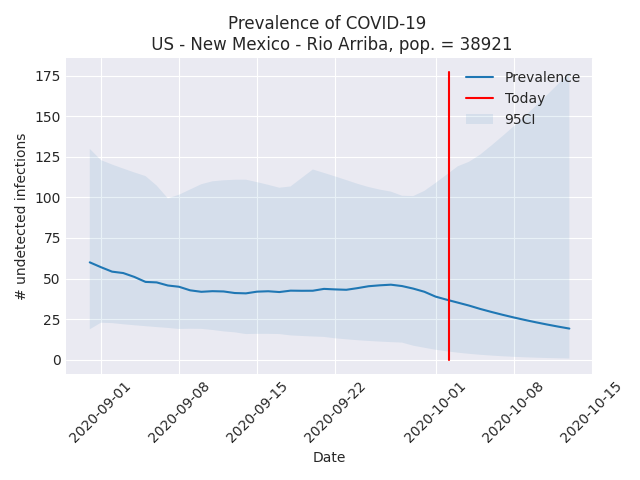 Prevalence of COVID-19
US - New Mexico - Rio Arriba, pop. = 38921
# undetected infections
175
150
125
100
75
50
25
0
Prevalence
Today
95CI
2020-09-01
2020-09-08
2020-09-15
2020-09-22
2020-10-01
2020-10-08
2020-10-15
Date